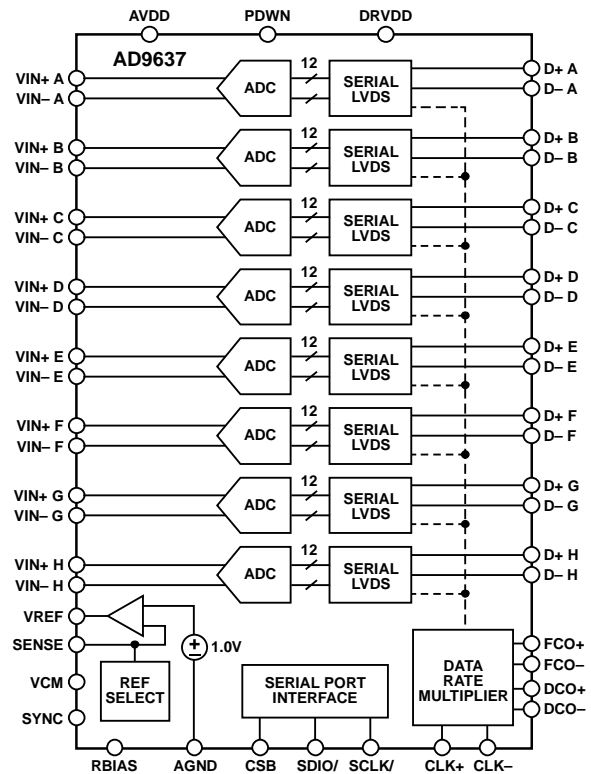 AVDD PDWN DRVDD
AD9637
VIN+ A ADC 12 SERIAL LVDS D+ A
VIN– A D– A
VIN+ B ADC 12 SERIAL LVDS D+ B
VIN– B D– B
VIN+ C ADC 12 SERIAL LVDS D+ C
VIN– C D– C
VIN+ D ADC 12 SERIAL LVDS D+ D
VIN– D D– D
VIN+ E ADC 12 SERIAL LVDS D+ E
VIN– E D– E
VIN+ F ADC 12 SERIAL LVDS D+ F
VIN– F D– F
VIN+ G ADC 12 SERIAL LVDS D+ G
VIN– G D– G
VIN+ H ADC 12 SERIAL LVDS D+ H
VIN– H D– H
VREF
SENSE
1.0V
VCM
SYNC
REF
SELECT
SERIAL PORT
INTERFACE
DATA
RATE
MULTIPLIER
FCO+
FCO–
DCO+
DCO–
RBIAS AGND CSB SDIO/ SCLK/ CLK+ CLK–